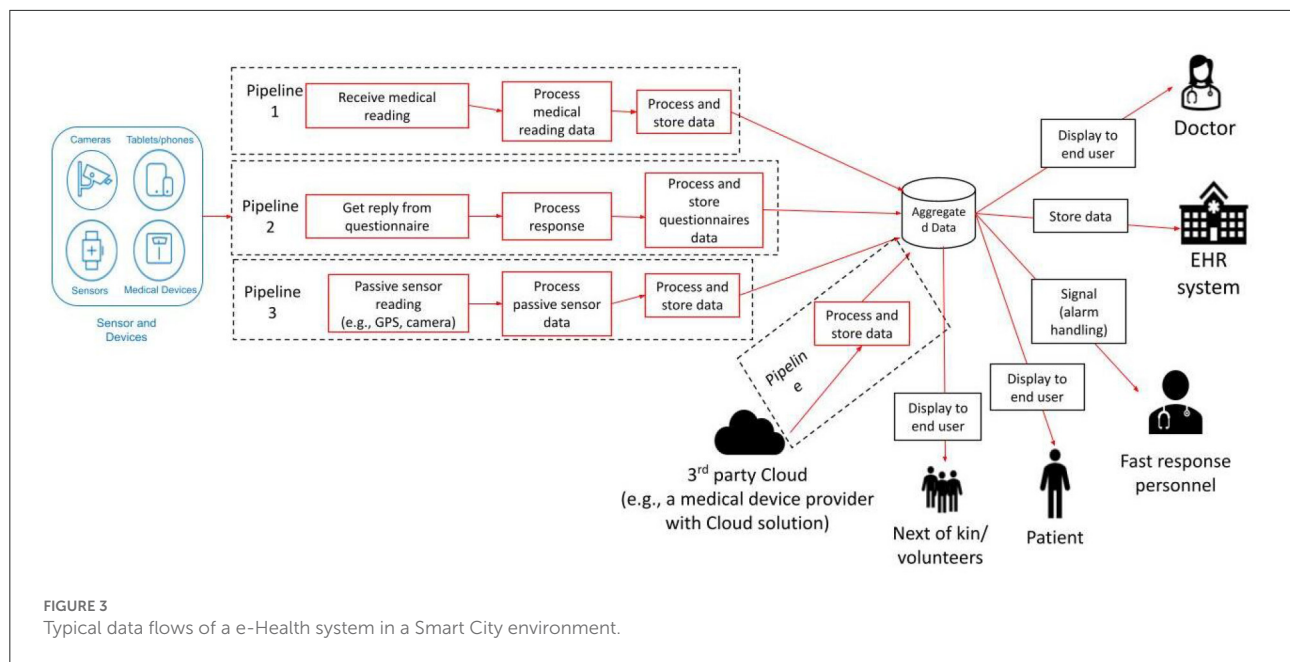 Cameras
Tablets/phones
Sensors
Medical Devices
Sensor and
Devices
Pipeline
1
Receive medical
reading
Process
medical
reading data
Process and
store data
Pipeline
2
Get reply from
questionnaire
Process
response
Process and
store
questionnaires
data
Pipeline
3
Passive sensor
reading
(e.g., GPS, camera)
Process
passive sensor
data
Process and
store data
Pipelin
e
Process and
store data
3rd party Cloud
(e.g., a medical device provider
with Cloud solution)
Aggregate
d Data
Display to
end user
Doctor
Store data
EHR
system
Signal
(alarm
handling)
Fast response
personnel
Display to
end user
Patient
Display to
end user
Next of kin/
volunteers
FIGURE 3
Typical data flows of a e-Health system in a Smart City environment.